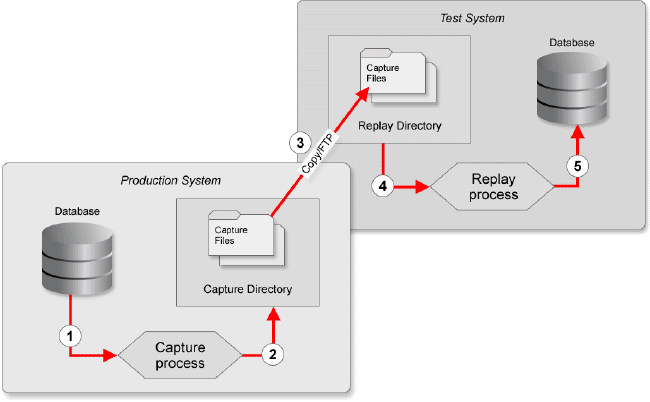 Test System
Database
Capture
Files
Replay Directory
3
Copy/FTP
4
Replay
process
5
Production System
Database
Capture
Files
Capture Directory
1
Capture
process
2